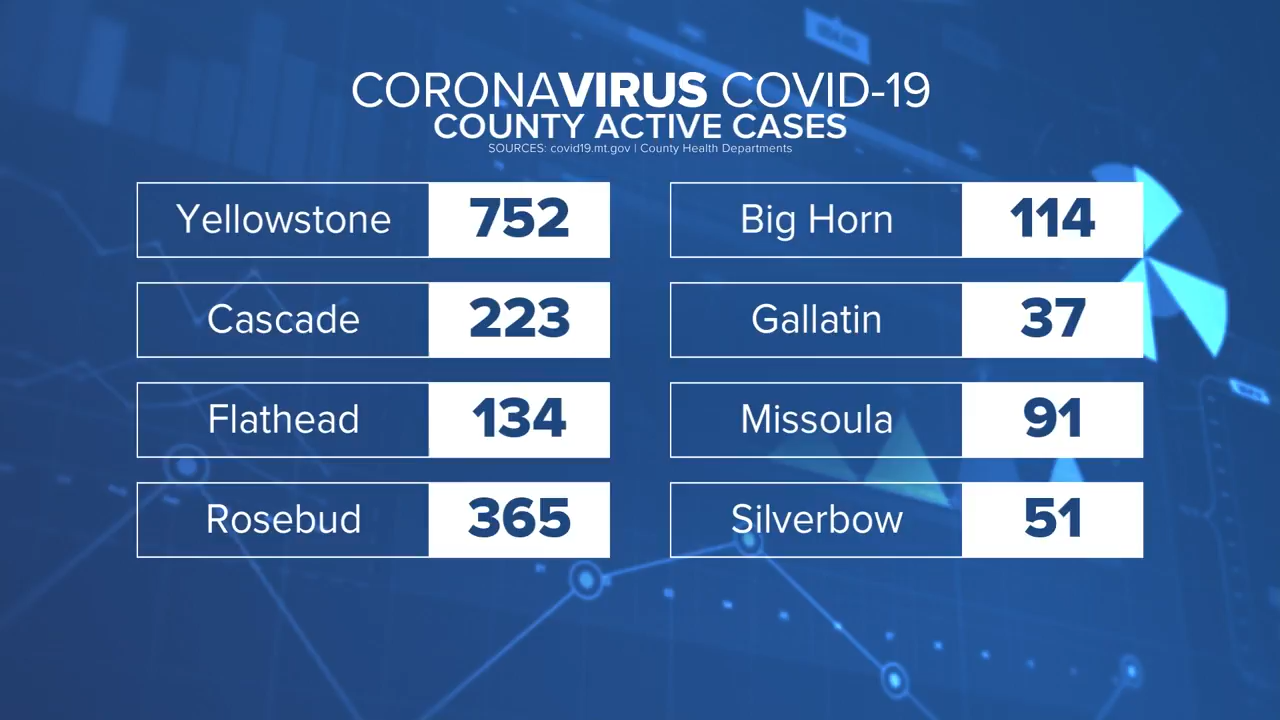 CORONAVIRUS COVID-19
COUNTY ACTIVE CASES
SOURCES: covid19.mt.gov | County Health Departments
Yellowstone 752
Cascade 223
Flathead 134
Rosebud 365
Big Horn 114
Gallatin 37
Missoula 91
Silverbow 51